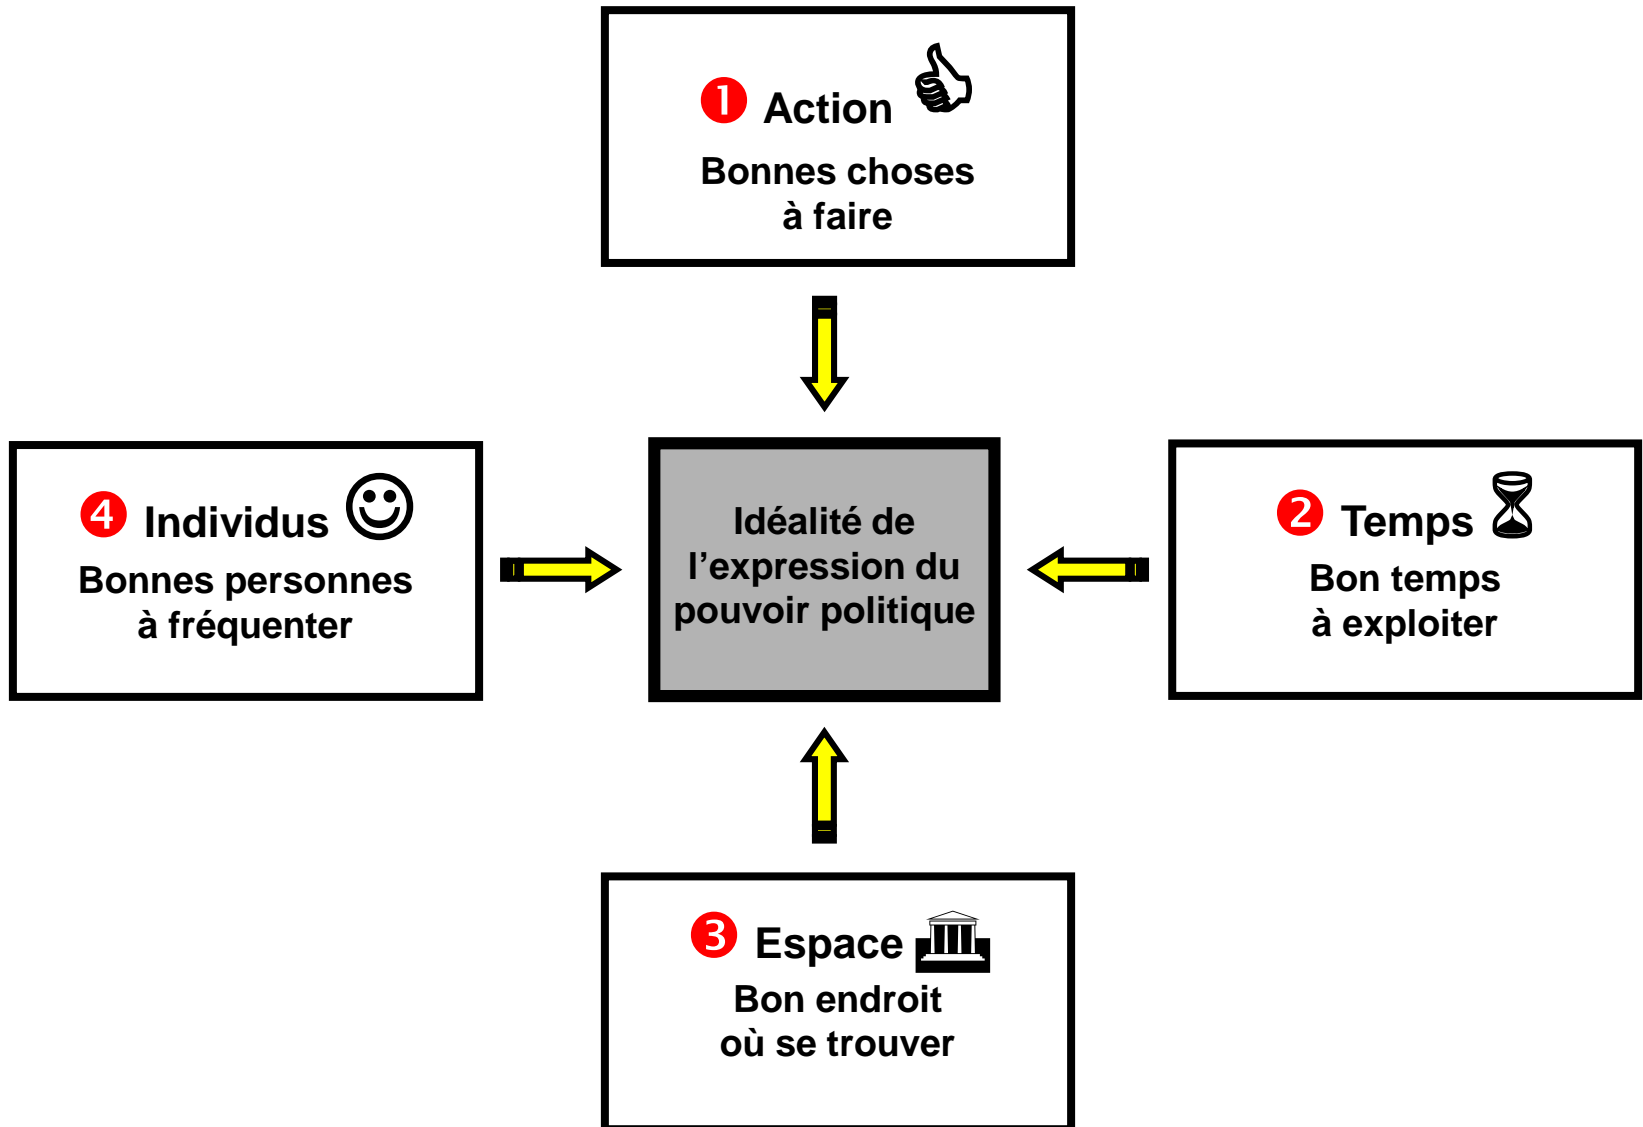 ❶ Action
Bonnes choses
à faire
❹ Individus
Bonnes personnes
à fréquenter
Idéalité de
l’expression du
pouvoir politique
❷ Temps
Bon temps
à exploiter
❸ Espace
Bon endroit
où se trouver